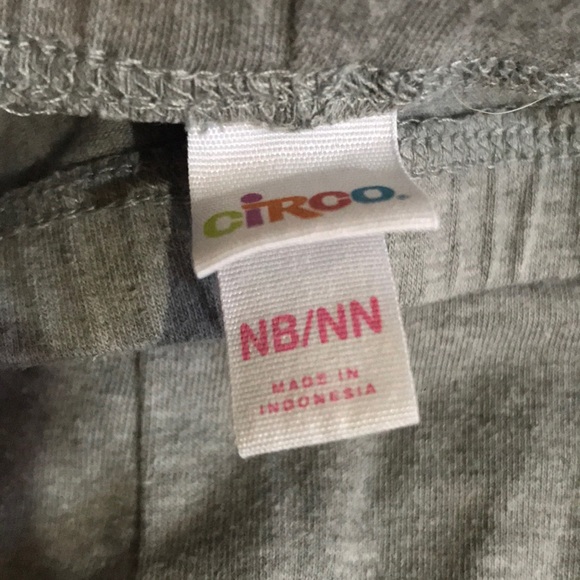 CiRCO.
NB/NN
MADE IN
INDONESIA